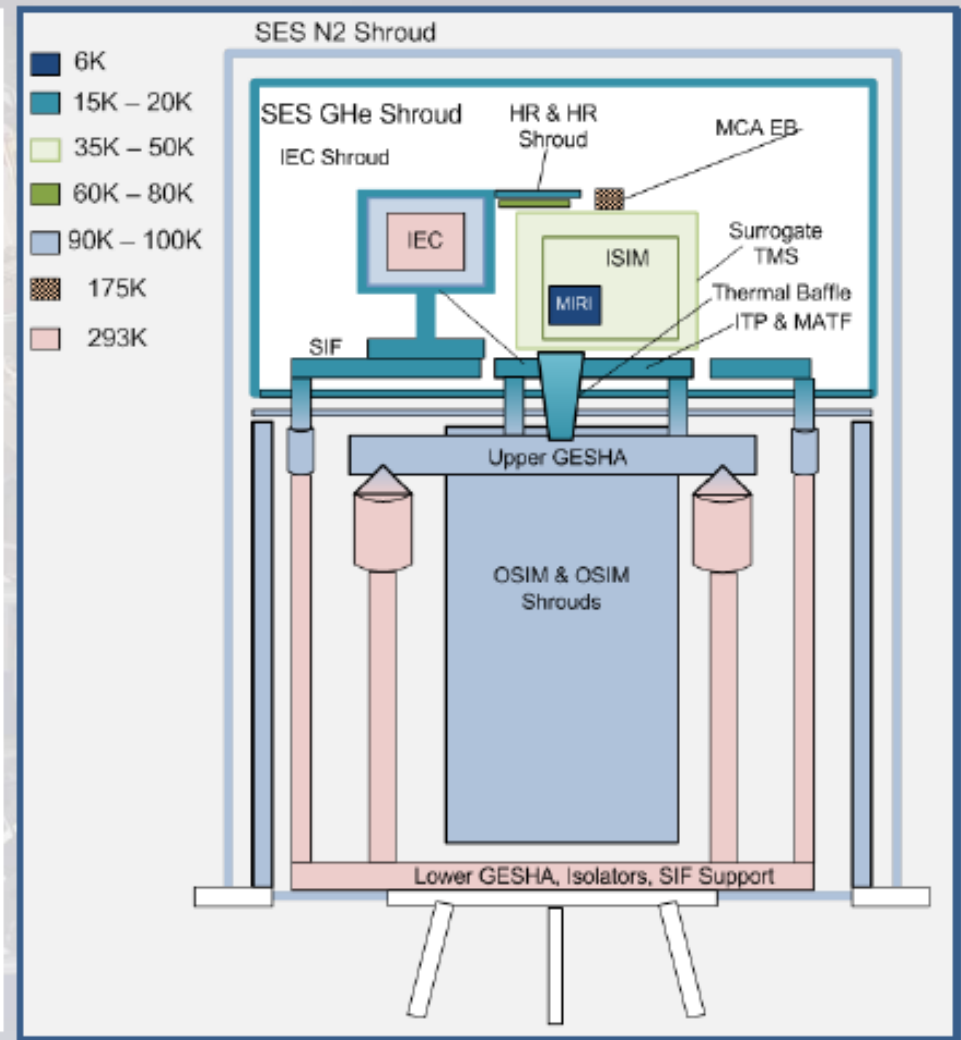 SES N2 Shroud
6K
15K – 20K
35K – 50K
60K – 80K
90K – 100K
175K
293K
SES GHe Shroud
HR & HR
Shroud
MCA EB
IEC Shroud
IEC
ISIM
MIRI
Surrogate
TMS
Thermal Baffle
ITP & MATF
SIF
Upper GESHA
OSIM & OSIM
Shrouds
Lower GESHA, Isolators, SIF Support